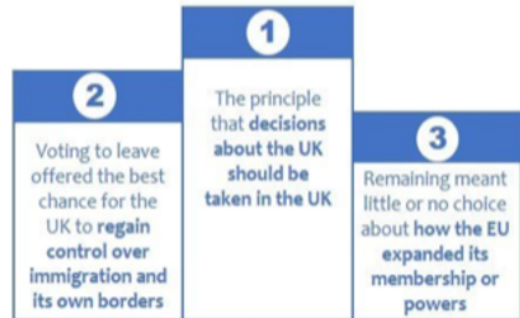 1
The principle
that decisions
about the UK
should be
taken in the UK
2
Voting to leave
offered the best
chance for the
UK to regain
control over
immigration and
its own borders
3
Remaining meant
little or no choice
about how the EU
expanded its
membership or
powers